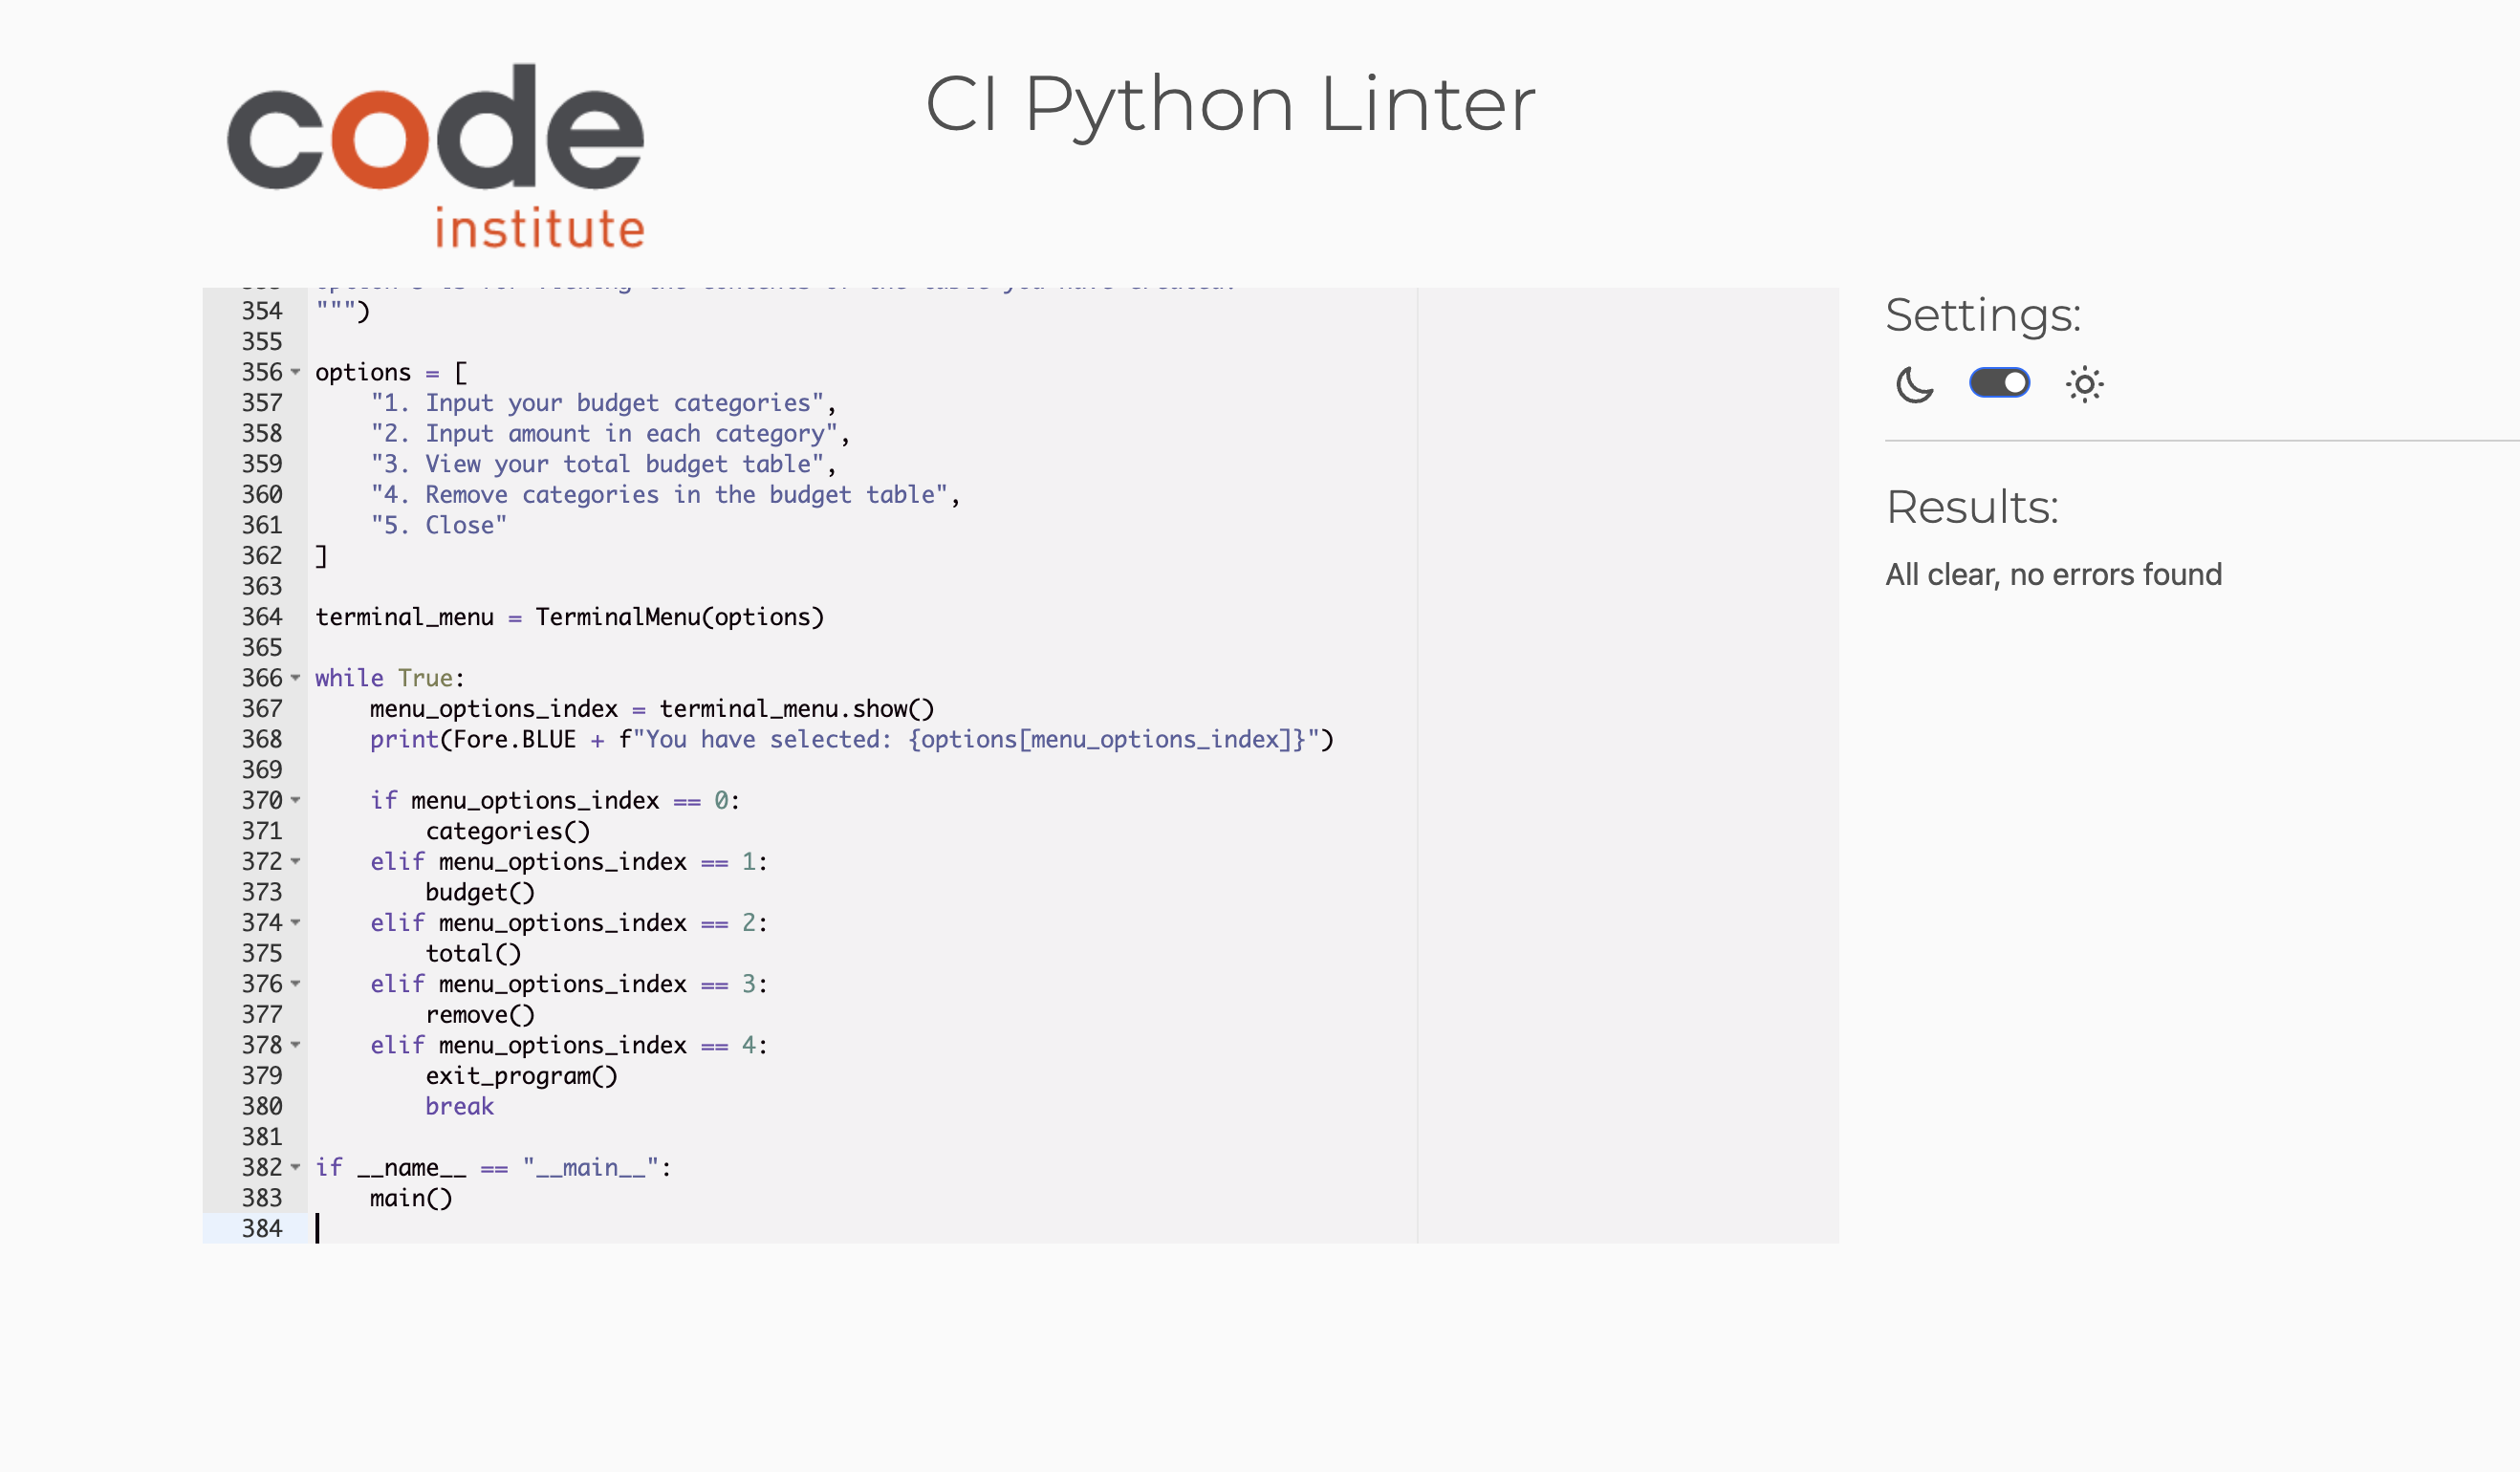 code
institute
CI Python Linter
354 """)
355
356 options = [
357     "1. Input your budget categories",
358     "2. Input amount in each category",
359     "3. View your total budget table",
360     "4. Remove categories in the budget table",
361     "5. Close"
362 ]
363
364 terminal_menu = TerminalMenu(options)
365
366 while True:
367     menu_options_index = terminal_menu.show()
368     print(Fore.BLUE + f"You have selected: {options[menu_options_index]}")
369
370     if menu_options_index == 0:
371         categories()
372     elif menu_options_index == 1:
373         budget()
374     elif menu_options_index == 2:
375         total()
376     elif menu_options_index == 3:
377         remove()
378     elif menu_options_index == 4:
379         exit_program()
380         break
381
382 if __name__ == "__main__":
383     main()
384
Settings:
Results:
All clear, no errors found